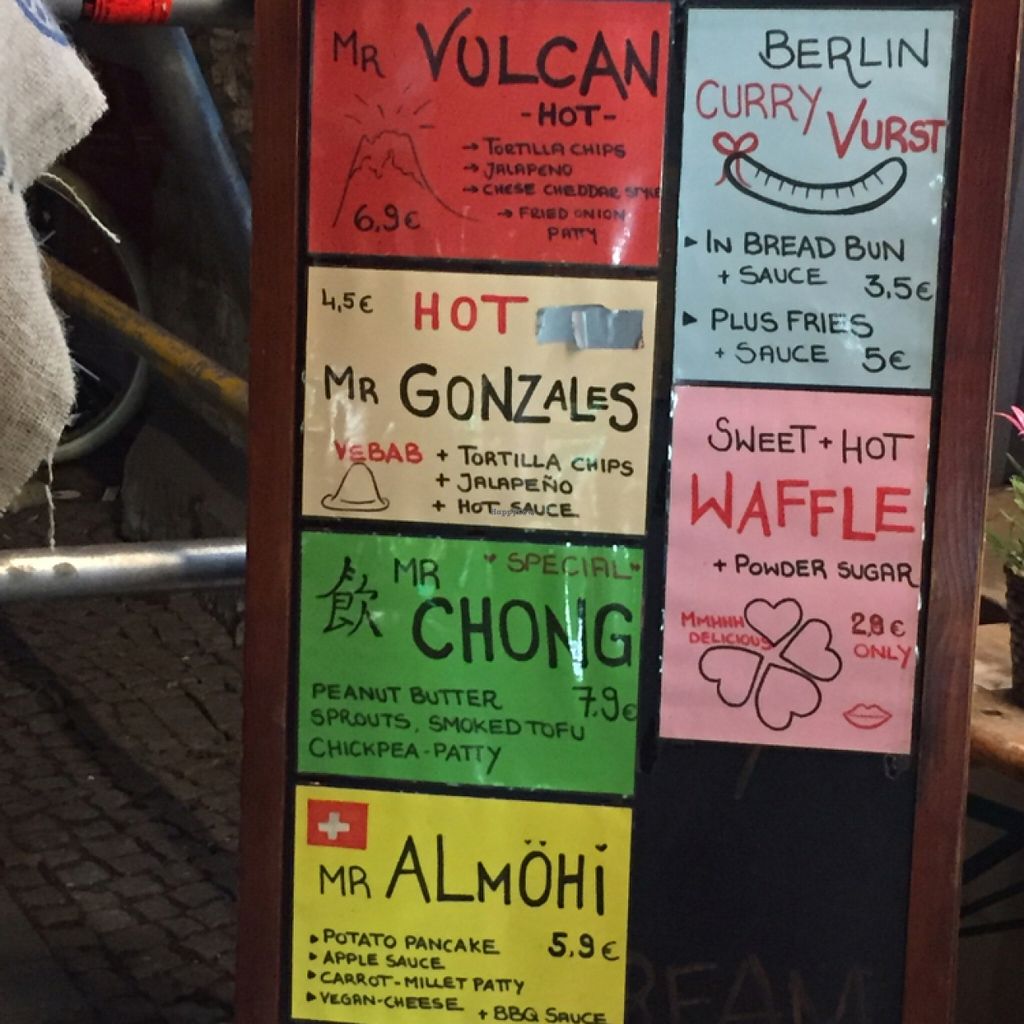 MR VULCAN
-HOT-
→ TORTILLA CHIPS
→ JALAPENO
→ CHESE CHEDDAR STYLE
→ FRIED ONION
PATTY
6,9€
4,5€
HOT
MR GONZALES
VEBAB + TORTILLA CHIPS
+ JALAPEÑO
+ HOT SAUCE
飲 MR "SPECIAL"
CHONG
PEANUT BUTTER 7.9€
SPROUTS, SMOKED TOFU
CHICKPEA-PATTY
MR ALMÖHI
▸ POTATO PANCAKE 5,9€
▸ APPLE SAUCE
▸ CARROT-MILLET PATTY
▸ VEGAN-CHEESE + BBQ SAUCE
BERLIN
CURRY
VURST
▸ IN BREAD BUN
+ SAUCE 3,5€
▸ PLUS FRIES
+ SAUCE 5€
SWEET + HOT
WAFFLE
+ POWDER SUGAR
MMHHH
DELICIOUS
2,9€
ONLY